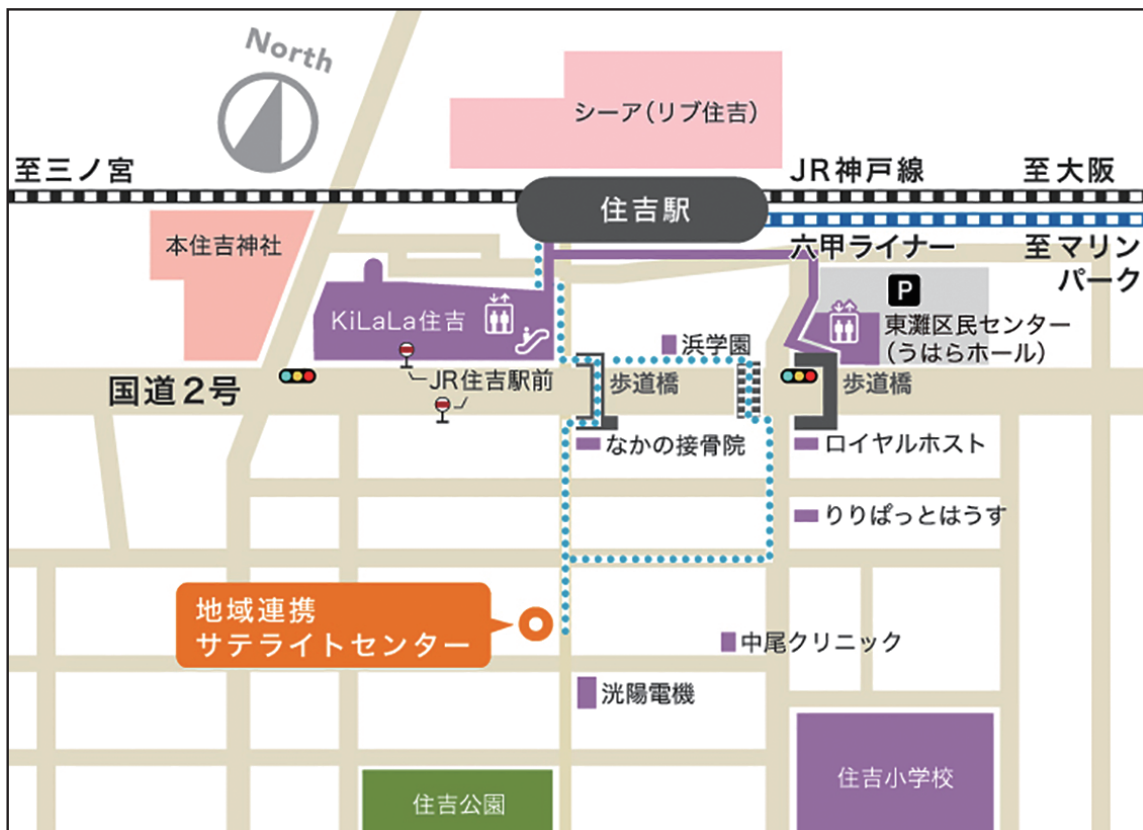 North
シーア(リブ住吉)
至三ノ宮
JR神戸線
至大阪
住吉駅
本住吉神社
六甲ライナー
至マリン
パーク
P
KiLaLa住吉
東灘区民センター
(うはらホール)
浜学園
JR住吉駅前
国道2号
歩道橋
歩道橋
なかの接骨院
ロイヤルホスト
りりぱっとはうす
地域連携
サテライトセンター
中尾クリニック
洸陽電機
住吉小学校
住吉公園